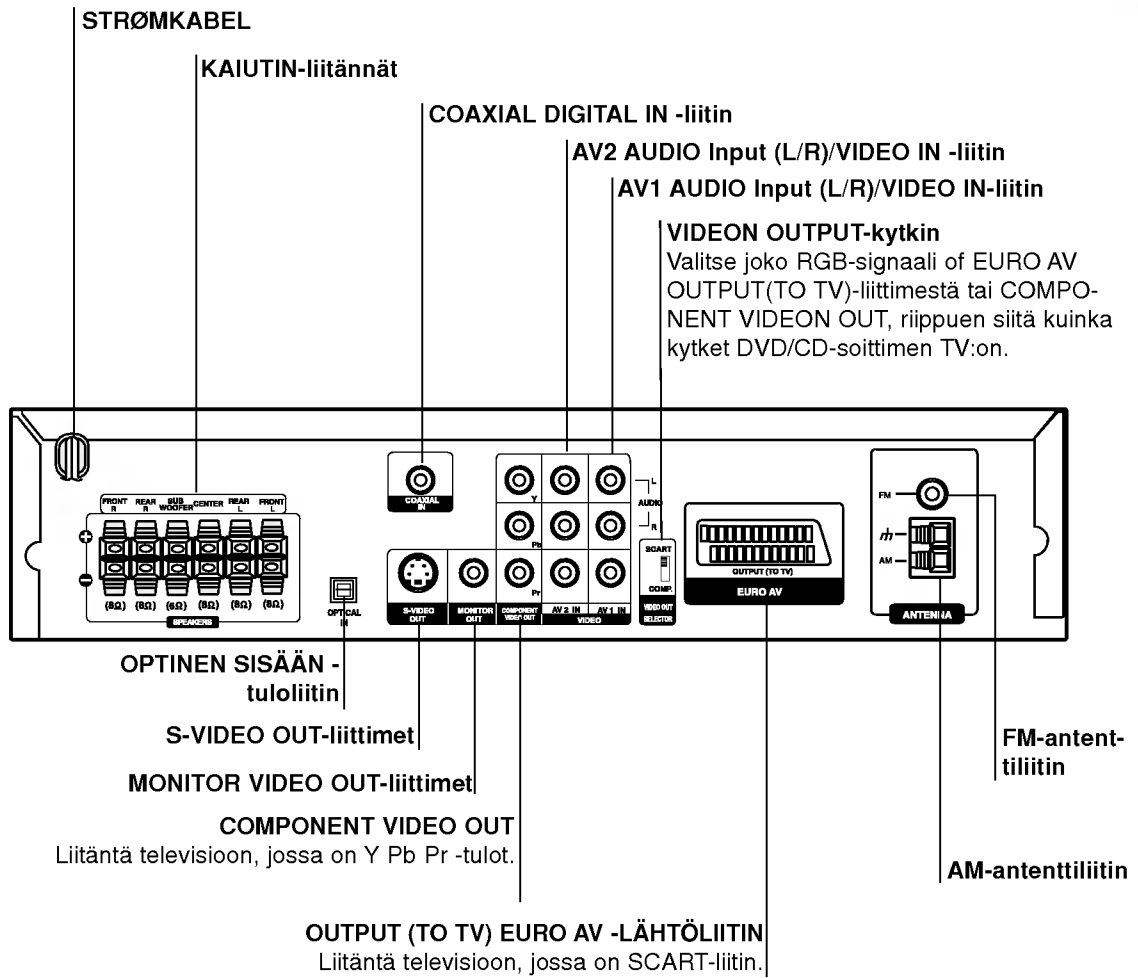 STRØMKABEL
KAIUTIN-liitännät
COAXIAL DIGITAL IN -liitin
AV2 AUDIO Input (L/R)/VIDEO IN -liitin
AV1 AUDIO Input (L/R)/VIDEO IN-liitin
VIDEON OUTPUT-kytkin
Valitse joko RGB-signaali of EURO AV
OUTPUT(TO TV)-liittimestä tai COMPO-
NENT VIDEON OUT, riippuen siitä kuinka
kytket DVD/CD-soittimen TV:on.
FRONT R
REAR R
SUB WOOFER
CENTER
REAR L
FRONT L
(8Ω) (8Ω) (6Ω) (8Ω) (8Ω) (8Ω)
SPEAKERS
OPTICAL IN
COAXIAL IN
S-VIDEO OUT
MONITOR OUT
COMPONENT VIDEO OUT
Y
Pb
Pr
AV 2 IN
AV 1 IN
VIDEO
L
AUDIO
R
SCART
COMP.
VIDEO OUT
SELECTOR
OUTPUT (TO TV)
EURO AV
FM
AM
ANTENNA
OPTINEN SISÄÄN -
tuloliitin
S-VIDEO OUT-liittimet
MONITOR VIDEO OUT-liittimet
COMPONENT VIDEO OUT
Liitäntä televisioon, jossa on Y Pb Pr -tulot.
OUTPUT (TO TV) EURO AV -LÄHTÖLIITIN
Liitäntä televisioon, jossa on SCART-liitin.
FM-antent-
tiliitin
AM-antenttiliitin